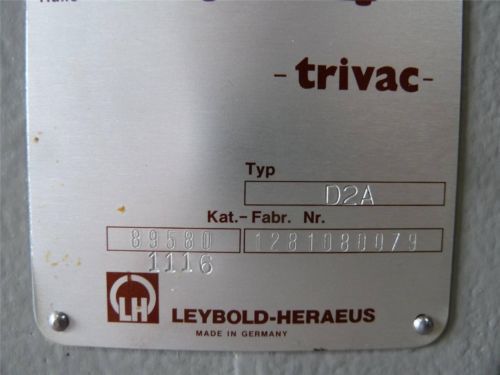 -trivac-
Typ
D2A
Kat.-Fabr. Nr.
89580 1281080079
1116
LH LEYBOLD-HERAEUS
MADE IN GERMANY